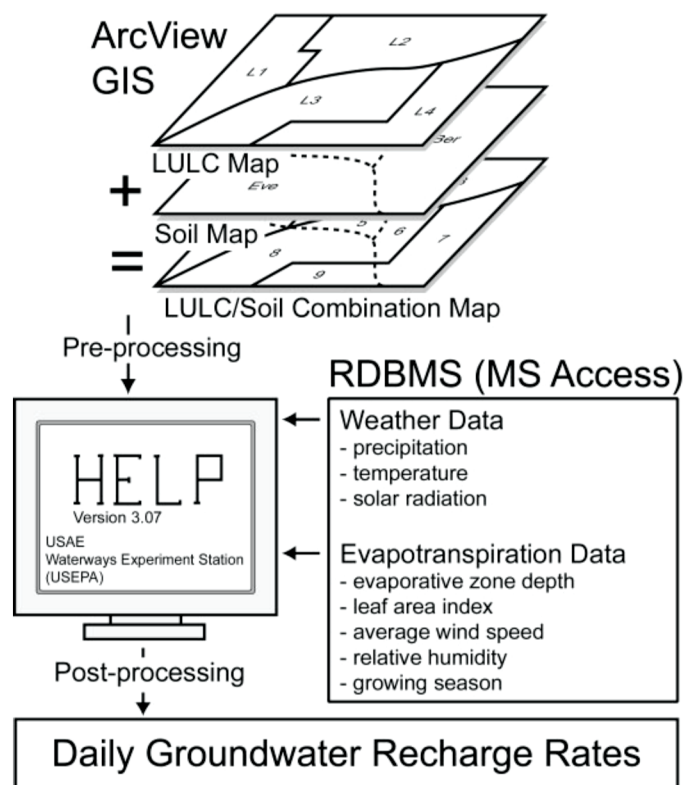 ArcView
GIS
L1
L2
L3
L4
LULC Map
Ber
+
Eve
Soil Map
=
5
6
7
8
9
LULC/Soil Combination Map
Pre-processing
RDBMS (MS Access)
HELP
Version 3.07
USAE
Waterways Experiment Station
(USEPA)
Weather Data
- precipitation
- temperature
- solar radiation
Evapotranspiration Data
- evaporative zone depth
- leaf area index
- average wind speed
- relative humidity
- growing season
Post-processing
Daily Groundwater Recharge Rates